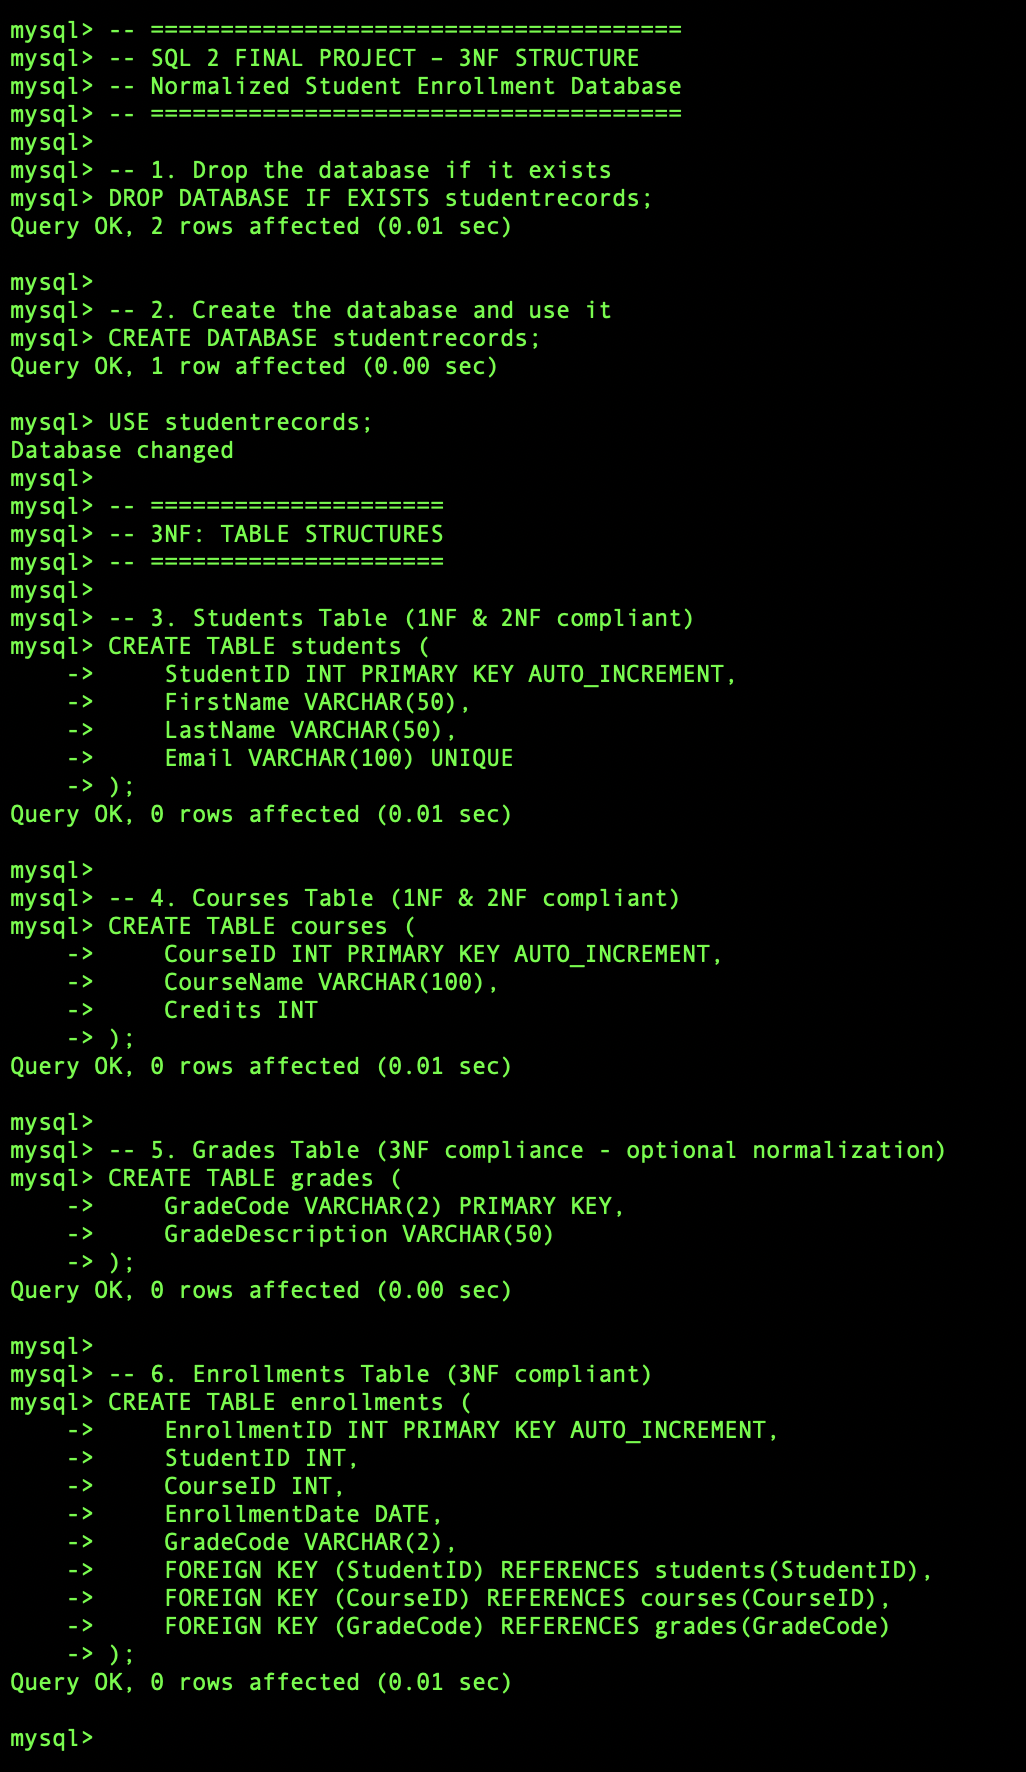 mysql> -- ======================================
mysql> -- SQL 2 FINAL PROJECT – 3NF STRUCTURE
mysql> -- Normalized Student Enrollment Database
mysql> -- ======================================
mysql>
mysql> -- 1. Drop the database if it exists
mysql> DROP DATABASE IF EXISTS studentrecords;
Query OK, 2 rows affected (0.01 sec)

mysql>
mysql> -- 2. Create the database and use it
mysql> CREATE DATABASE studentrecords;
Query OK, 1 row affected (0.00 sec)

mysql> USE studentrecords;
Database changed
mysql>
mysql> -- =====================
mysql> -- 3NF: TABLE STRUCTURES
mysql> -- =====================
mysql>
mysql> -- 3. Students Table (1NF & 2NF compliant)
mysql> CREATE TABLE students (
    ->     StudentID INT PRIMARY KEY AUTO_INCREMENT,
    ->     FirstName VARCHAR(50),
    ->     LastName VARCHAR(50),
    ->     Email VARCHAR(100) UNIQUE
    -> );
Query OK, 0 rows affected (0.01 sec)

mysql>
mysql> -- 4. Courses Table (1NF & 2NF compliant)
mysql> CREATE TABLE courses (
    ->     CourseID INT PRIMARY KEY AUTO_INCREMENT,
    ->     CourseName VARCHAR(100),
    ->     Credits INT
    -> );
Query OK, 0 rows affected (0.01 sec)

mysql>
mysql> -- 5. Grades Table (3NF compliance - optional normalization)
mysql> CREATE TABLE grades (
    ->     GradeCode VARCHAR(2) PRIMARY KEY,
    ->     GradeDescription VARCHAR(50)
    -> );
Query OK, 0 rows affected (0.00 sec)

mysql>
mysql> -- 6. Enrollments Table (3NF compliant)
mysql> CREATE TABLE enrollments (
    ->     EnrollmentID INT PRIMARY KEY AUTO_INCREMENT,
    ->     StudentID INT,
    ->     CourseID INT,
    ->     EnrollmentDate DATE,
    ->     GradeCode VARCHAR(2),
    ->     FOREIGN KEY (StudentID) REFERENCES students(StudentID),
    ->     FOREIGN KEY (CourseID) REFERENCES courses(CourseID),
    ->     FOREIGN KEY (GradeCode) REFERENCES grades(GradeCode)
    -> );
Query OK, 0 rows affected (0.01 sec)

mysql>